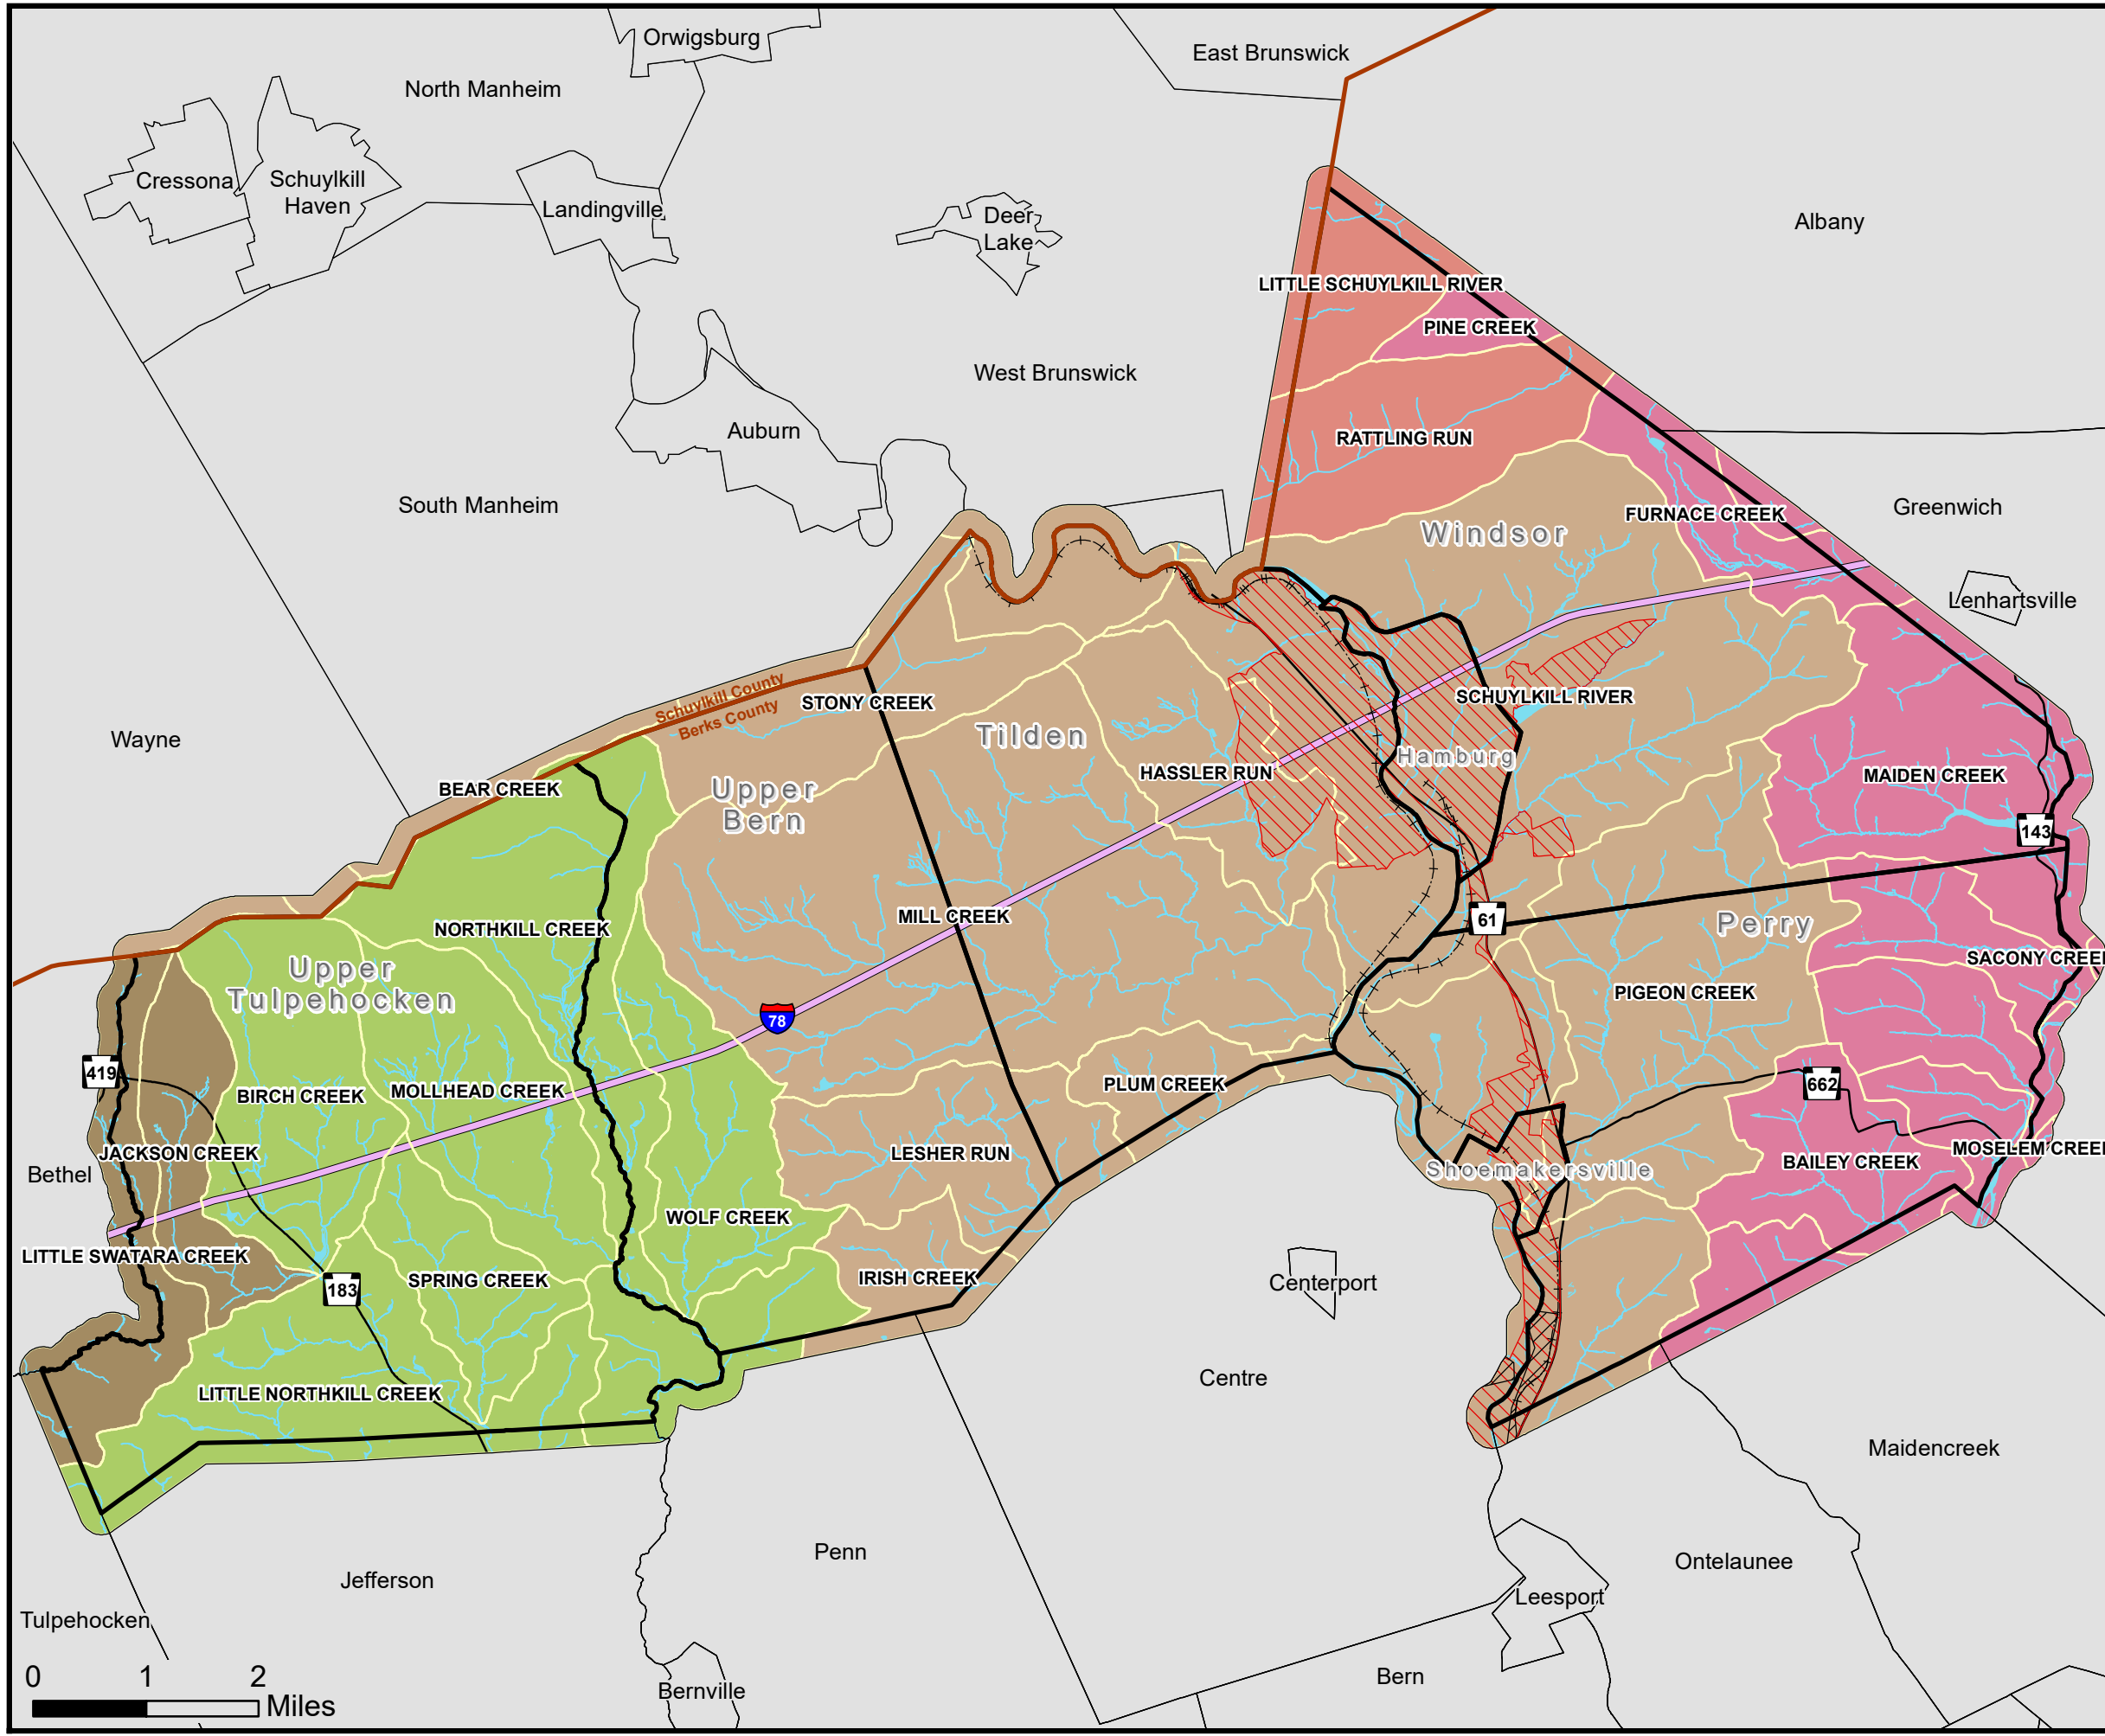 Orwigsburg
East Brunswick
North Manheim
Cressona
Schuylkill
Haven
Landingville
Deer
Lake
Albany
LITTLE SCHUYLKILL RIVER
PINE CREEK
West Brunswick
Auburn
RATTLING RUN
South Manheim
Greenwich
FURNACE CREEK
Windsor
Lenhartsville
Schuylkill County
Berks County
STONY CREEK
SCHUYLKILL RIVER
Wayne
Tilden
Hamburg
HASSLER RUN
MAIDEN CREEK
BEAR CREEK
Upper
Bern
143
MILL CREEK
61
Perry
NORTHKILL CREEK
SACONY CREE
Upper
Tulpehocken
PIGEON CREEK
78
419
BIRCH CREEK
MOLLHEAD CREEK
PLUM CREEK
662
JACKSON CREEK
LESHER RUN
MOSELEM CREE
Bethel
Shoemakersville
BAILEY CREEK
WOLF CREEK
LITTLE SWATARA CREEK
SPRING CREEK
IRISH CREEK
Centerport
183
Centre
LITTLE NORTHKILL CREEK
Maidencreek
Penn
Ontelaunee
Jefferson
Leesport
Tulpehocken
Bern
Bernville
0 1 2
Miles